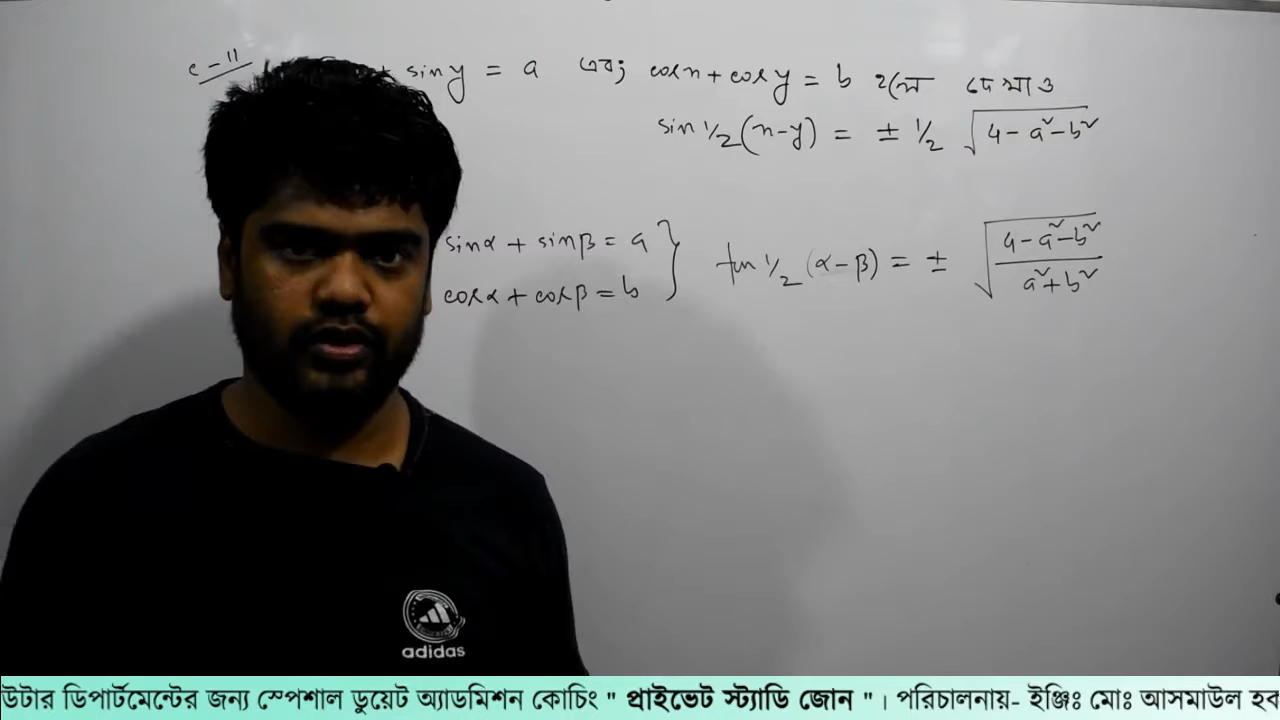 c-11 + sin y = a এবং cos x + cos y = b হলে দেখাও
sin 1/2 (x-y) = ± 1/2 √(4 - a² - b²)
sinα + sinβ = a
cosα + cosβ = b
} tan 1/2 (α-β) = ± √((4 - a² - b²)/(a² + b²))
adidas
উটার ডিপার্টমেন্টের জন্য স্পেশাল ডুয়েট অ্যাডমিশন কোচিং " প্রাইভেট স্ট্যাডি জোন " । পরিচালনায়- ইঞ্জিঃ মোঃ আসমাউল হক